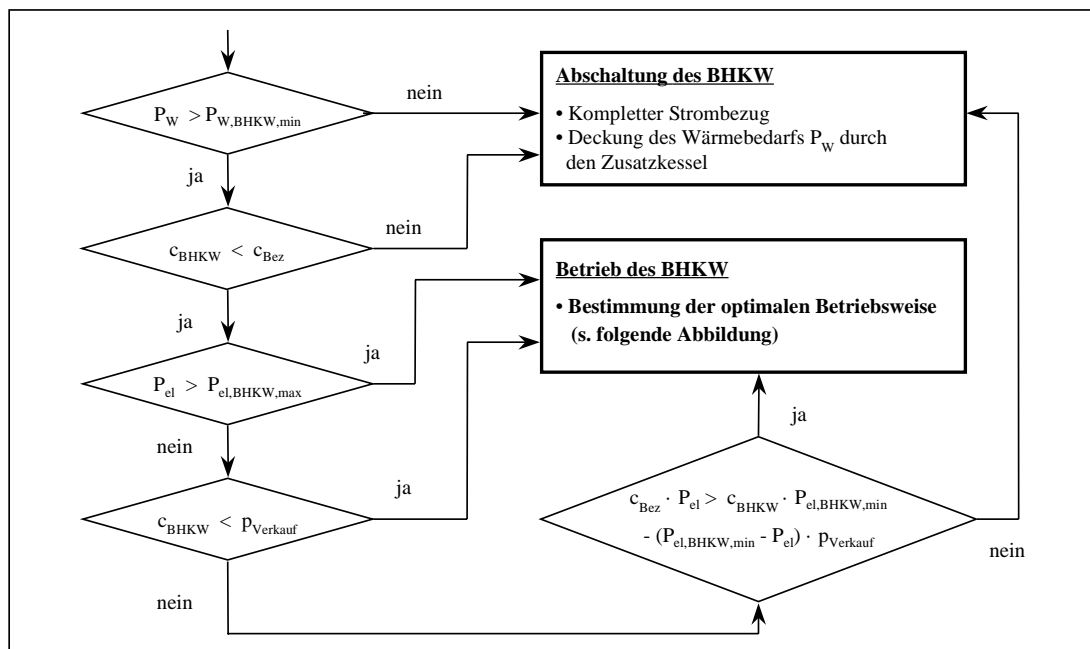 P_W > P_W,BHKW,min
nein
ja
c_BHKW < c_Bez
nein
ja
P_el > P_el,BHKW,max
ja
nein
c_BHKW < p_Verkauf
ja
nein
Abschaltung des BHKW
• Kompletter Strombezug
• Deckung des Wärmebedarfs P_W durch
den Zusatzkessel
Betrieb des BHKW
• Bestimmung der optimalen Betriebsweise
(s. folgende Abbildung)
ja
c_Bez · P_el > c_BHKW · P_el,BHKW,min
- (P_el,BHKW,min - P_el) · p_Verkauf
nein